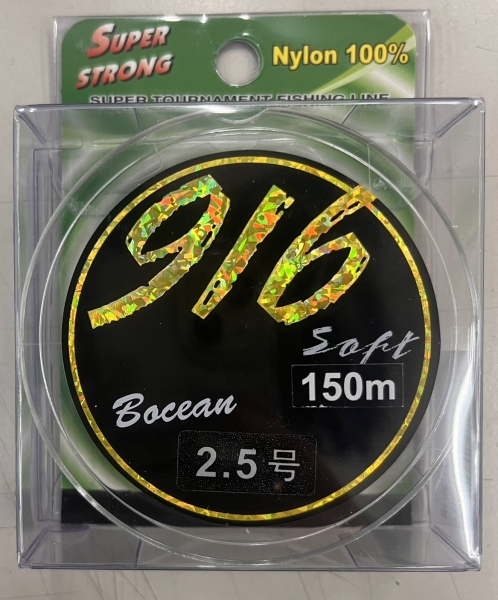 SUPER
STRONG
Nylon 100%
SUPER TOURNAMENT FISHING LINE
916
Soft
150m
Bocean
2.5号